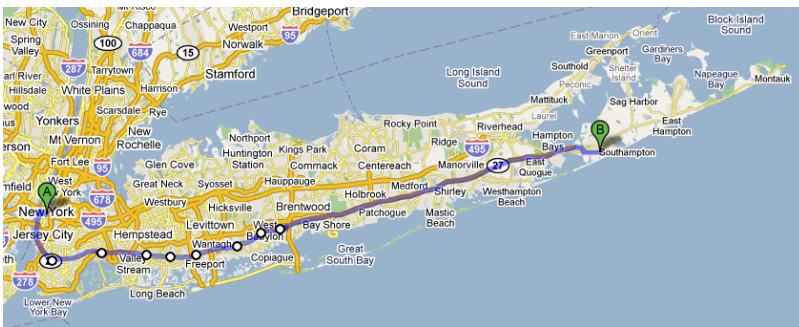 New City
Ossining
Mt Kisco
Chappaqua
Bridgeport
Westport
95
Block Island
Sound
Spring
Valley
100
684
15
Norwalk
East Marion
Orient
Greenport
Gardiners
Bay
287
Tarrytown
Stamford
Southold
Shelter
Island
Napeague
Bay
Montauk
Hillsdale
White Plains
Harrison
Long Island
Sound
Peconic
wood
Scarsdale
Rye
Mattituck
Sag Harbor
Yonkers
Laurel
East
Hampton
Mt Vernon
New
Rochelle
Rocky Point
Riverhead
Northport
Kings Park
Coram
Ridge
495
Hampton
Bays
B
Fort Lee
95
Glen Cove
Huntington
Station
Commack
Centereach
Manorville
27
East
Quogue
Southampton
West
New York
A
678
Great Neck
Syosset
Hauppauge
Medford
Shirley
Westhampton
Beach
New York
495
Westbury
Hicksville
Brentwood
Holbrook
Patchogue
Mastic
Beach
Jersey City
Hempstead
Levittown
West
Babylon
Bay Shore
Wantagh
Great
South Bay
Valley
Stream
Freeport
Copiague
278
Long Beach
Lower New
York Bay